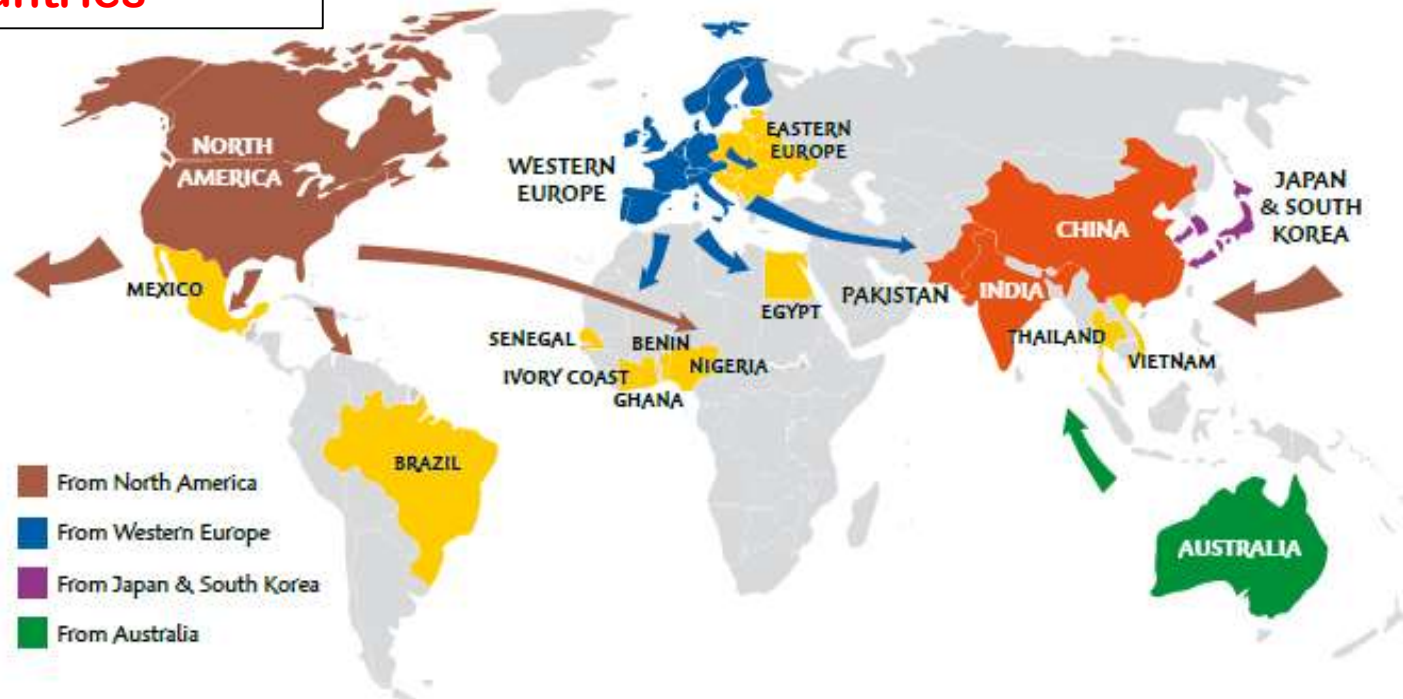 NORTH
AMERICA
WESTERN
EUROPE
EASTERN
EUROPE
JAPAN
& SOUTH
KOREA
CHINA
MEXICO
PAKISTAN
INDIA
EGYPT
SENEGAL
BENIN
NIGERIA
IVORY COAST
GHANA
THAILAND
VIETNAM
BRAZIL
AUSTRALIA
From North America
From Western Europe
From Japan & South Korea
From Australia